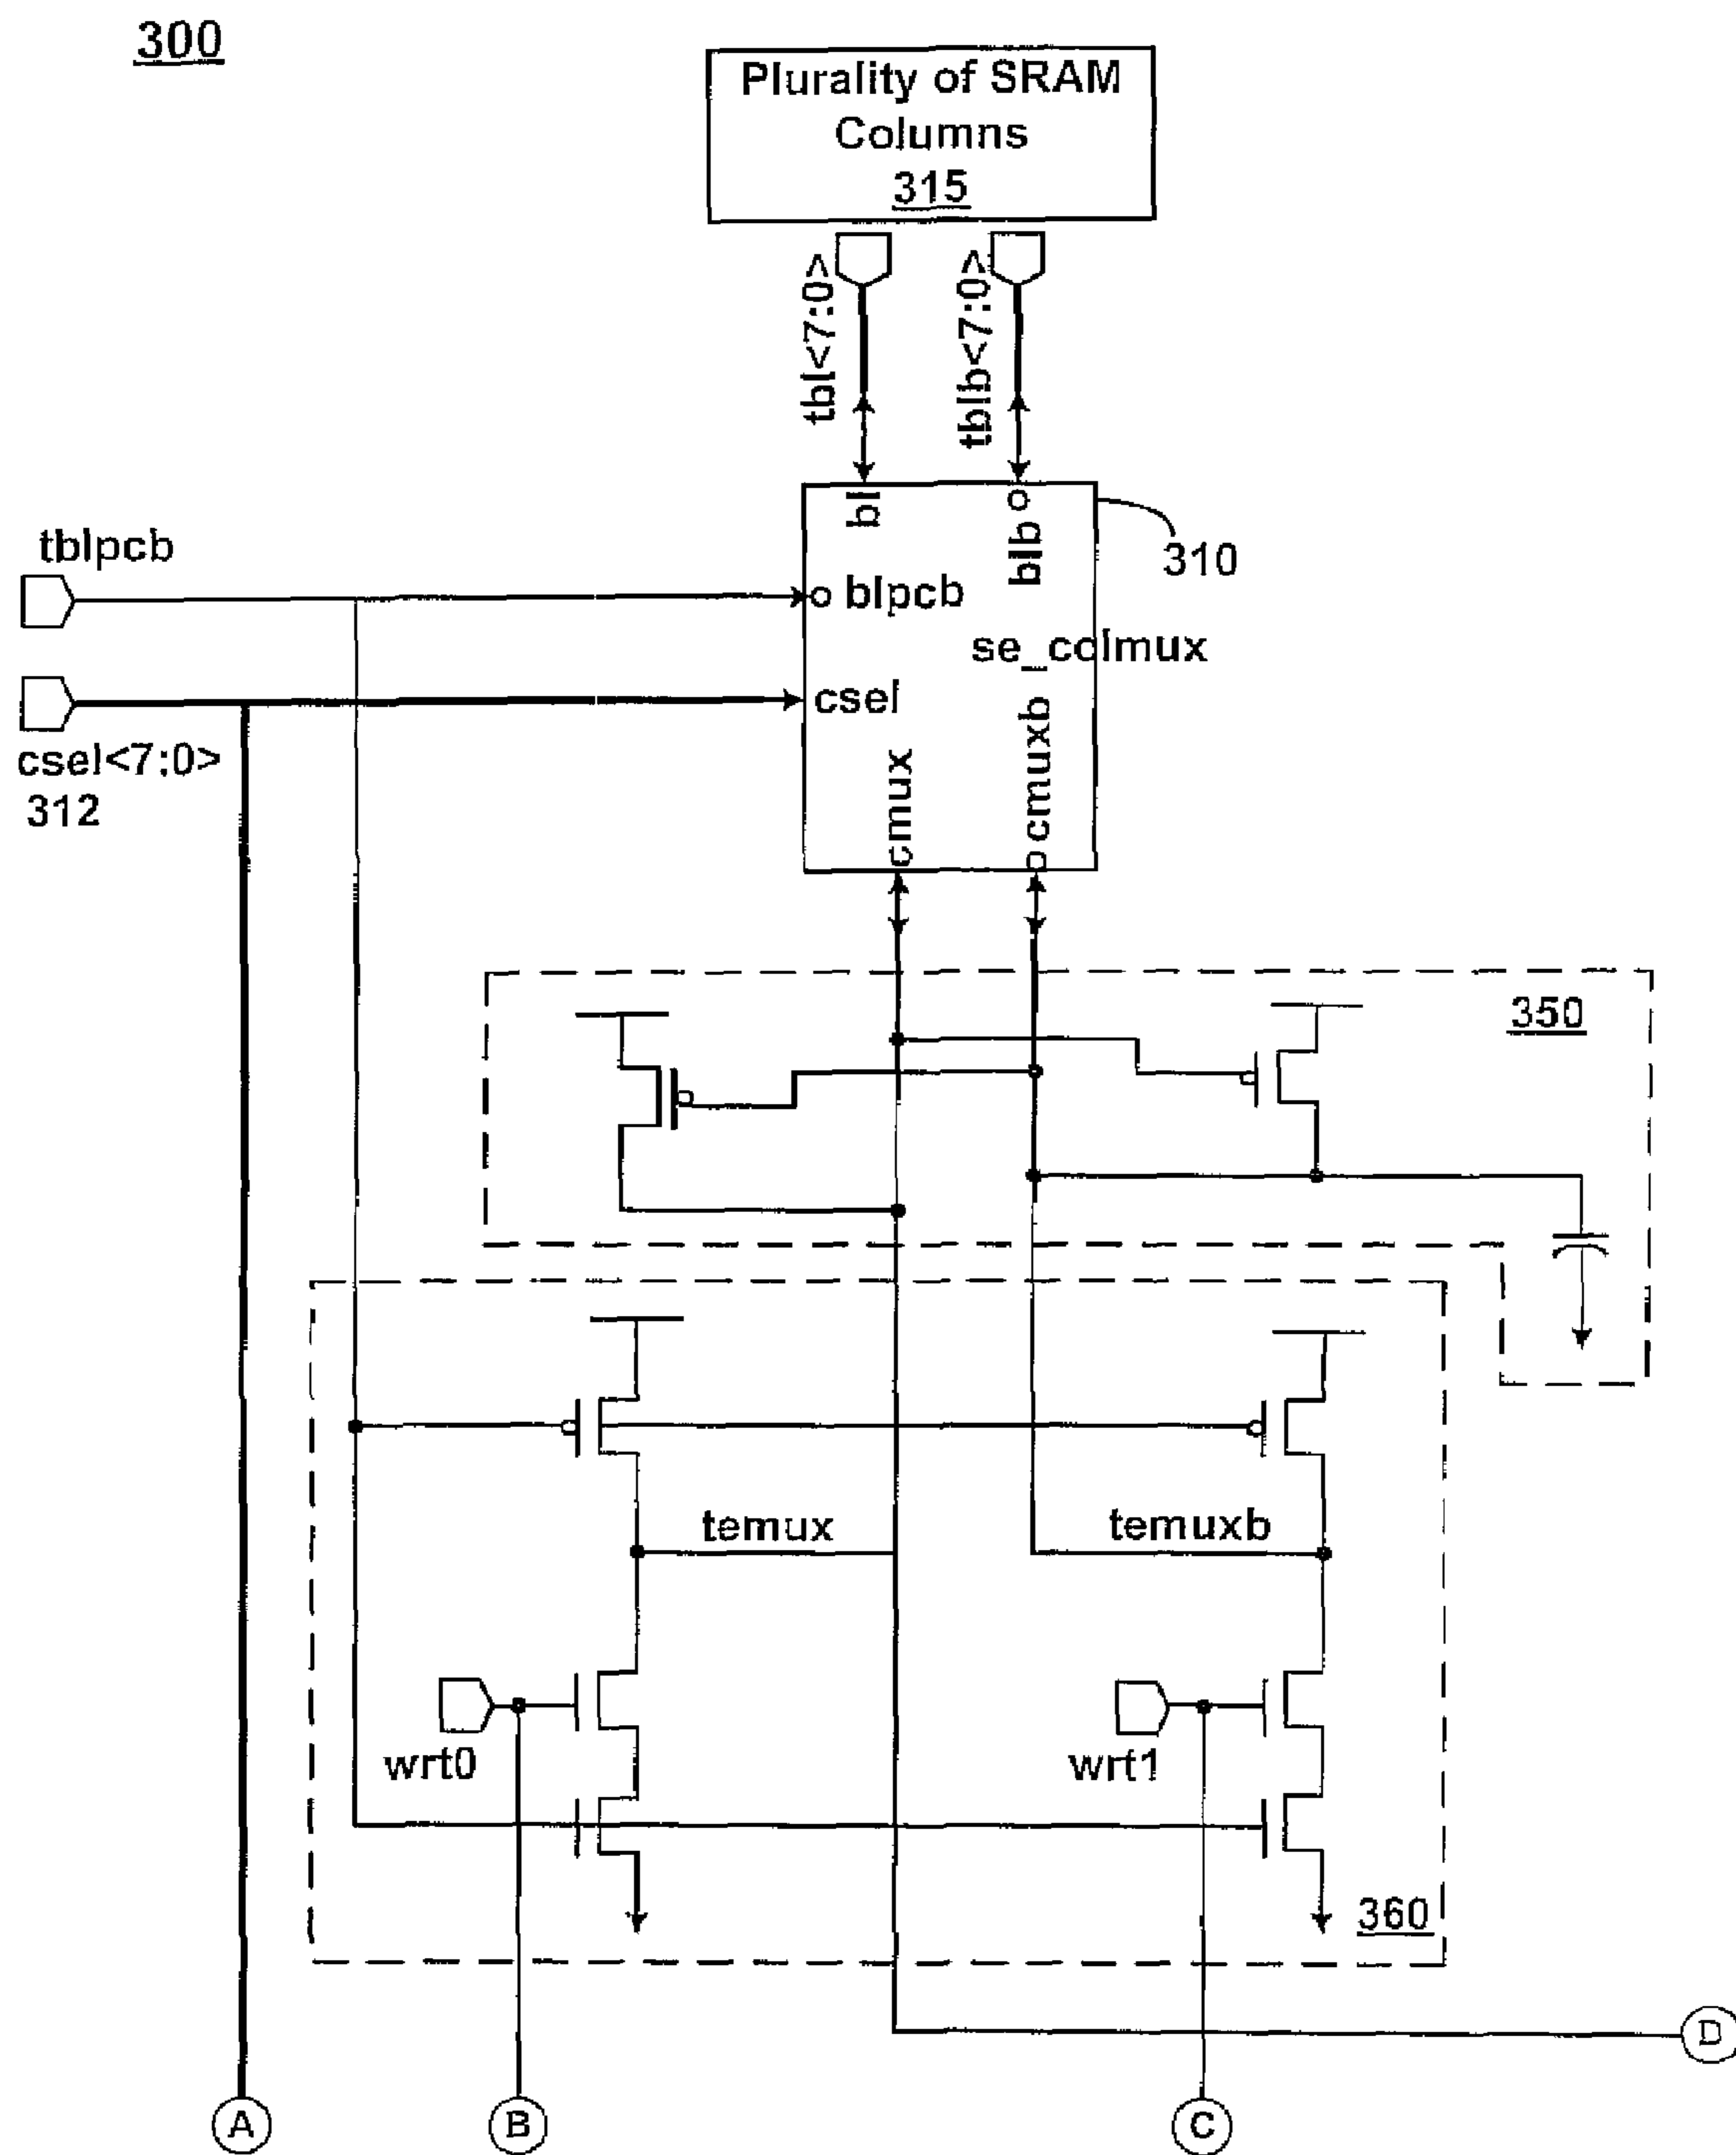 300
Plurality of SRAM
Columns
315
tbl<7:0>
tblb<7:0>
bl
blb
310
tblpcb
blpcb
se_colmux
csel
csel<7:0>
312
cmux
cmuxb_l
350
temux
temuxb
wrt0
wrt1
360
D
A
B
C